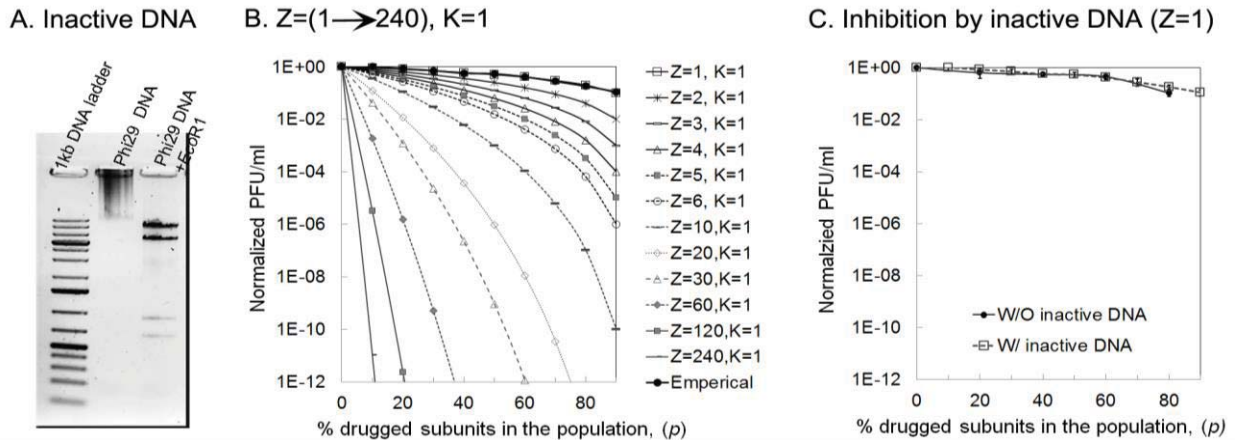 A. Inactive DNA
1kb DNA ladder
Phi29 DNA
Phi29 DNA
+EcoR1
B. Z=(1→240), K=1
Normalized PFU/ml
1E+00
1E-02
1E-04
1E-06
1E-08
1E-10
1E-12
0 20 40 60 80
% drugged subunits in the population, (p)
Z=1, K=1
Z=2, K=1
Z=3, K=1
Z=4, K=1
Z=5, K=1
Z=6, K=1
Z=10,K=1
Z=20,K=1
Z=30,K=1
Z=60,K=1
Z=120,K=1
Z=240,K=1
Emperical
C. Inhibition by inactive DNA (Z=1)
Normalzied PFU/ml
1E+00
1E-02
1E-04
1E-06
1E-08
1E-10
1E-12
W/O inactive DNA
W/ inactive DNA
0 20 40 60 80
% drugged subunits in the population, (p)